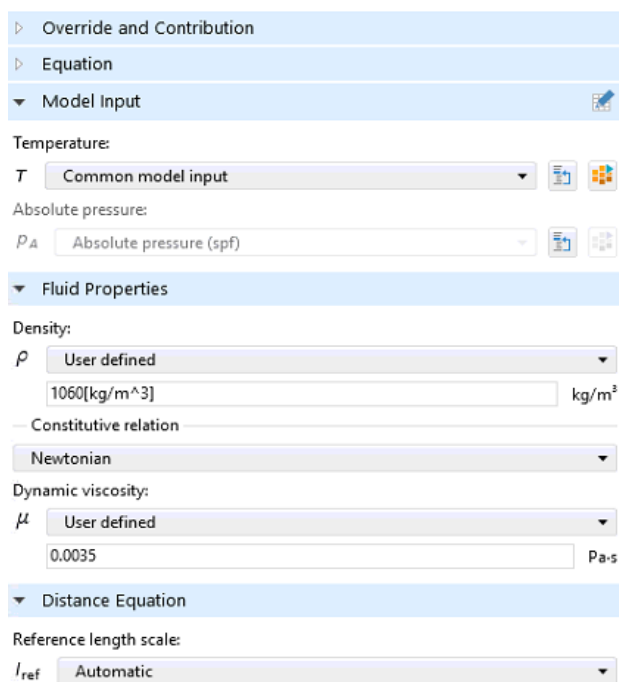 Override and Contribution
Equation
Model Input
Temperature:
T Common model input
Absolute pressure:
pA Absolute pressure (spf)
Fluid Properties
Density:
ρ User defined
1060[kg/m^3] kg/m³
Constitutive relation
Newtonian
Dynamic viscosity:
μ User defined
0.0035 Pa·s
Distance Equation
Reference length scale:
lref Automatic